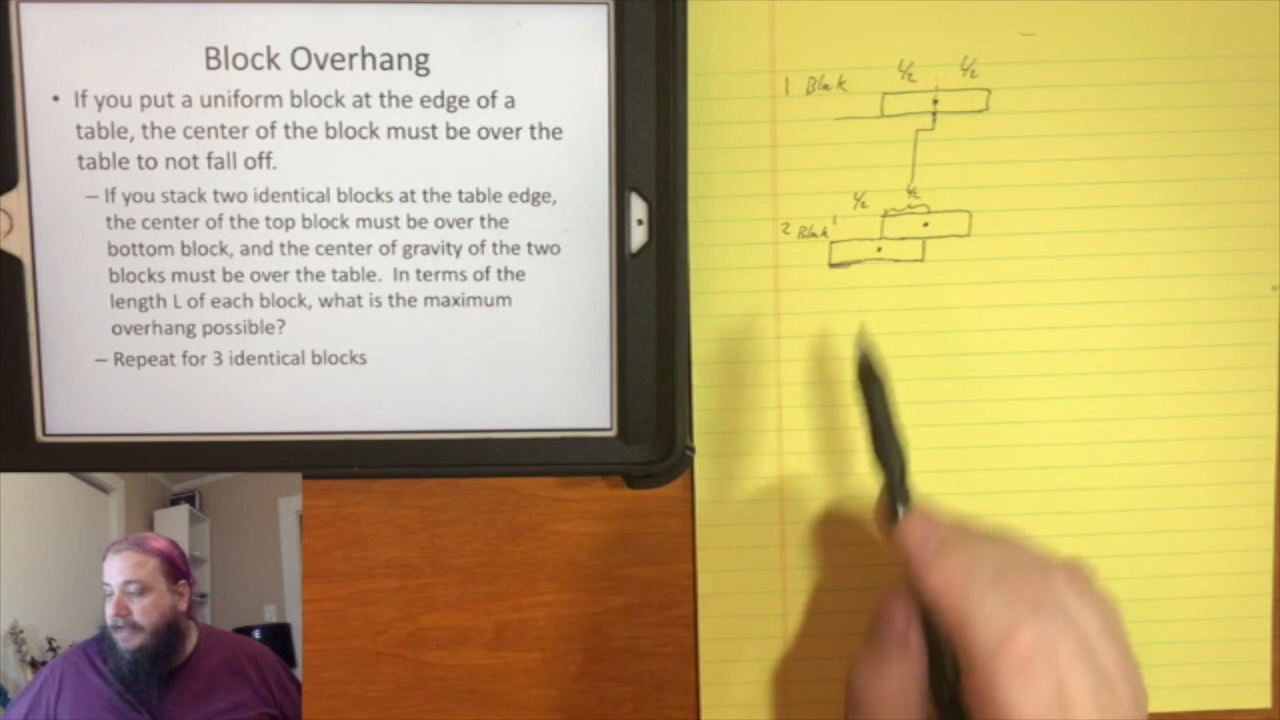 Block Overhang
• If you put a uniform block at the edge of a
table, the center of the block must be over the
table to not fall off.
– If you stack two identical blocks at the table edge,
the center of the top block must be over the
bottom block, and the center of gravity of the two
blocks must be over the table. In terms of the
length L of each block, what is the maximum
overhang possible?
– Repeat for 3 identical blocks
L/2 L/2
1 Block
L/2 L/2
2 Block